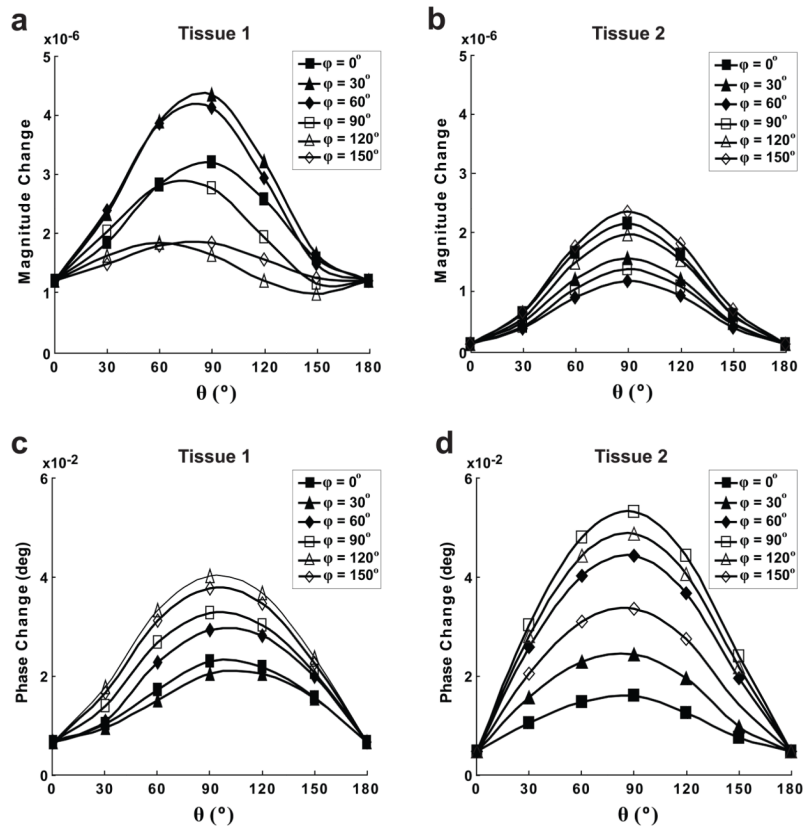 a
Tissue 1
x10-6
φ = 0°
φ = 30°
φ = 60°
φ = 90°
φ = 120°
φ = 150°
Magnitude Change
5
4
3
2
1
0
0 30 60 90 120 150 180
θ (°)
b
Tissue 2
x10-6
φ = 0°
φ = 30°
φ = 60°
φ = 90°
φ = 120°
φ = 150°
Magnitude Change
5
4
3
2
1
0
0 30 60 90 120 150 180
θ (°)
c
Tissue 1
x10-2
φ = 0°
φ = 30°
φ = 60°
φ = 90°
φ = 120°
φ = 150°
Phase Change (deg)
6
4
2
0
0 30 60 90 120 150 180
θ (°)
d
Tissue 2
x10-2
φ = 0°
φ = 30°
φ = 60°
φ = 90°
φ = 120°
φ = 150°
Phase Change (deg)
6
4
2
0
0 30 60 90 120 150 180
θ (°)